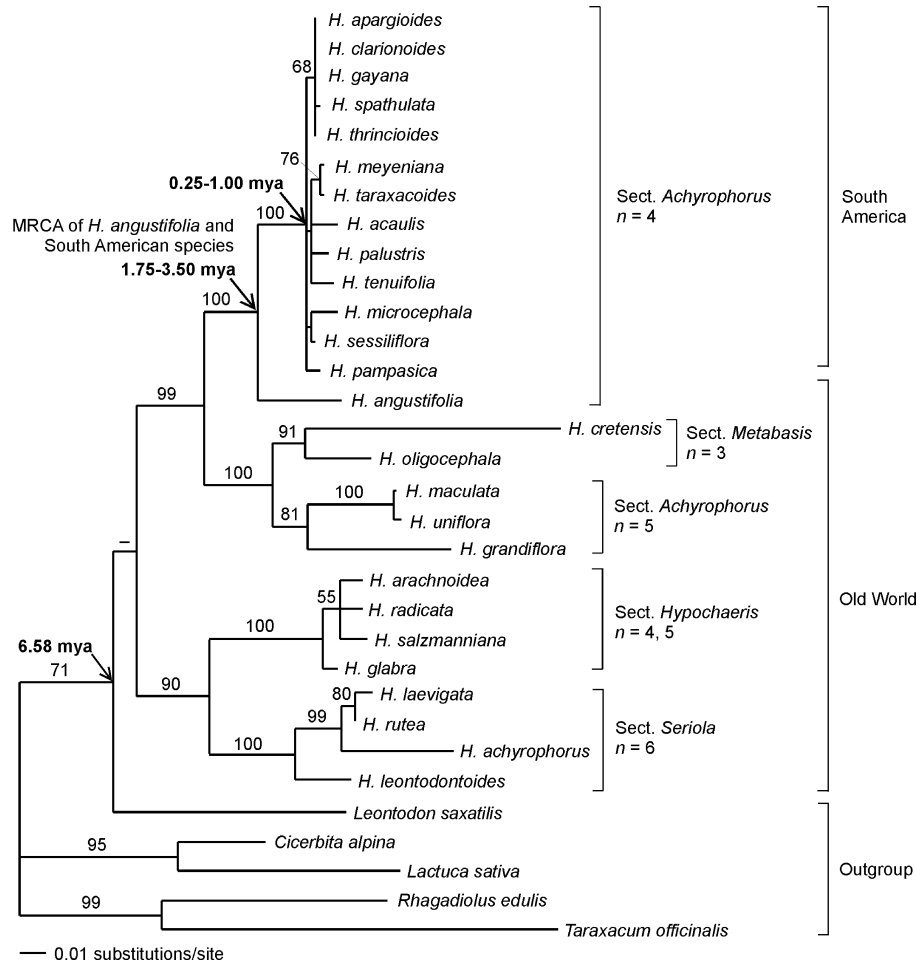 H. apargioides
H. clarionoides
68
H. gayana
H. spathulata
H. thrincioides
76
H. meyeniana
0.25-1.00 mya
H. taraxacoides
Sect. Achyrophorus
n = 4
South
America
100
H. acaulis
MRCA of H. angustifolia and
South American species
1.75-3.50 mya
H. palustris
H. tenuifolia
100
H. microcephala
H. sessiliflora
H. pampasica
99
H. angustifolia
91
H. cretensis
Sect. Metabasis
n = 3
H. oligocephala
100
100
H. maculata
81
H. uniflora
Sect. Achyrophorus
n = 5
H. grandiflora
–
H. arachnoidea
55
H. radicata
Sect. Hypochaeris
n = 4, 5
Old World
100
H. salzmanniana
6.58 mya
71
H. glabra
90
80
H. laevigata
99
H. rutea
Sect. Seriola
n = 6
100
H. achyrophorus
H. leontodontoides
Leontodon saxatilis
95
Cicerbita alpina
Lactuca sativa
Outgroup
99
Rhagadiolus edulis
Taraxacum officinalis
0.01 substitutions/site